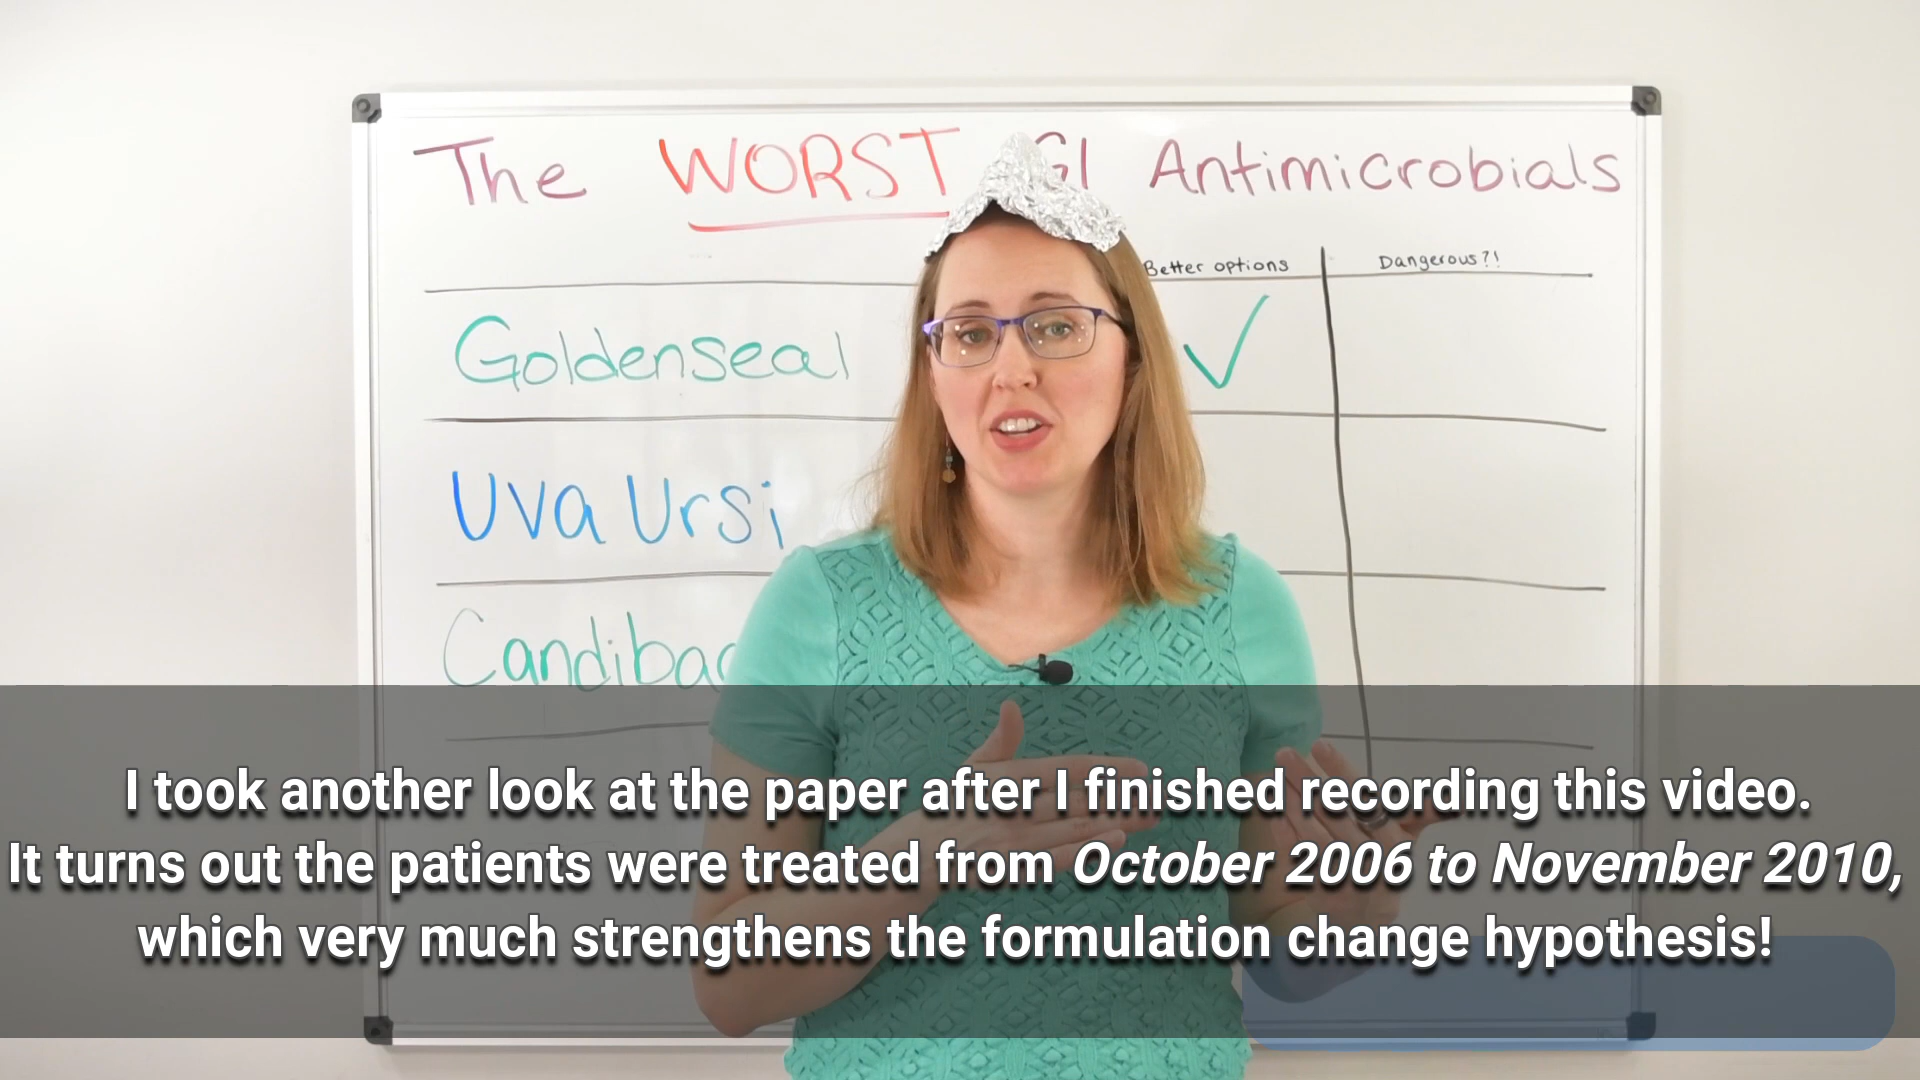 The WORST GI Antimicrobials
Better options
Dangerous?!
Goldenseal ✓
Uva Ursi
I took another look at the paper after I finished recording this video.
It turns out the patients were treated from October 2006 to November 2010,
which very much strengthens the formulation change hypothesis!